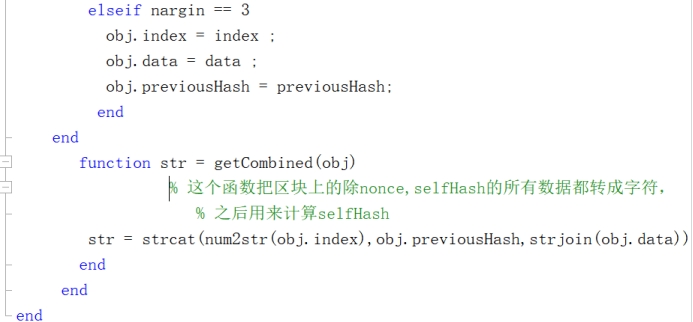 elseif nargin == 3
obj.index = index ;
obj.data = data ;
obj.previousHash = previousHash;
end
end
function str = getCombined(obj)
% 这个函数把区块上的除nonce,selfHash的所有数据都转成字符，
% 之后用来计算selfHash
str = strcat(num2str(obj.index),obj.previousHash,strjoin(obj.data))
end
end
end